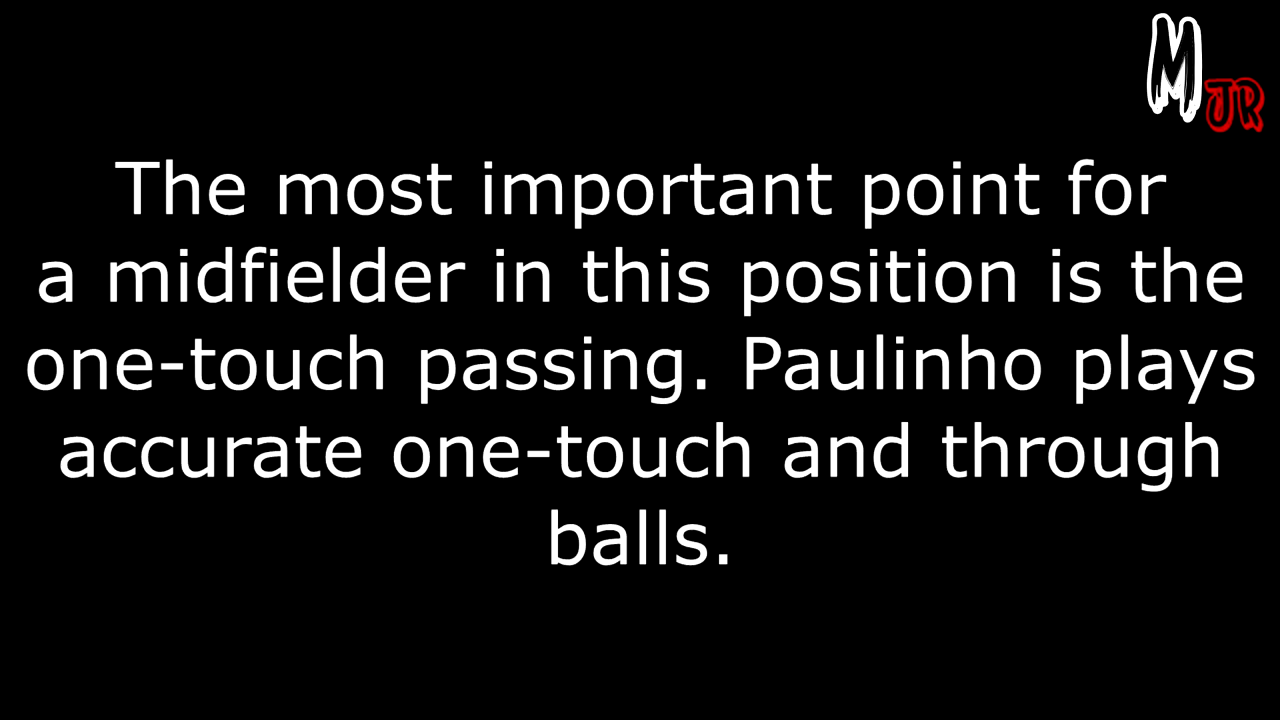 M
JR
The most important point for
a midfielder in this position is the
one-touch passing. Paulinho plays
accurate one-touch and through
balls.